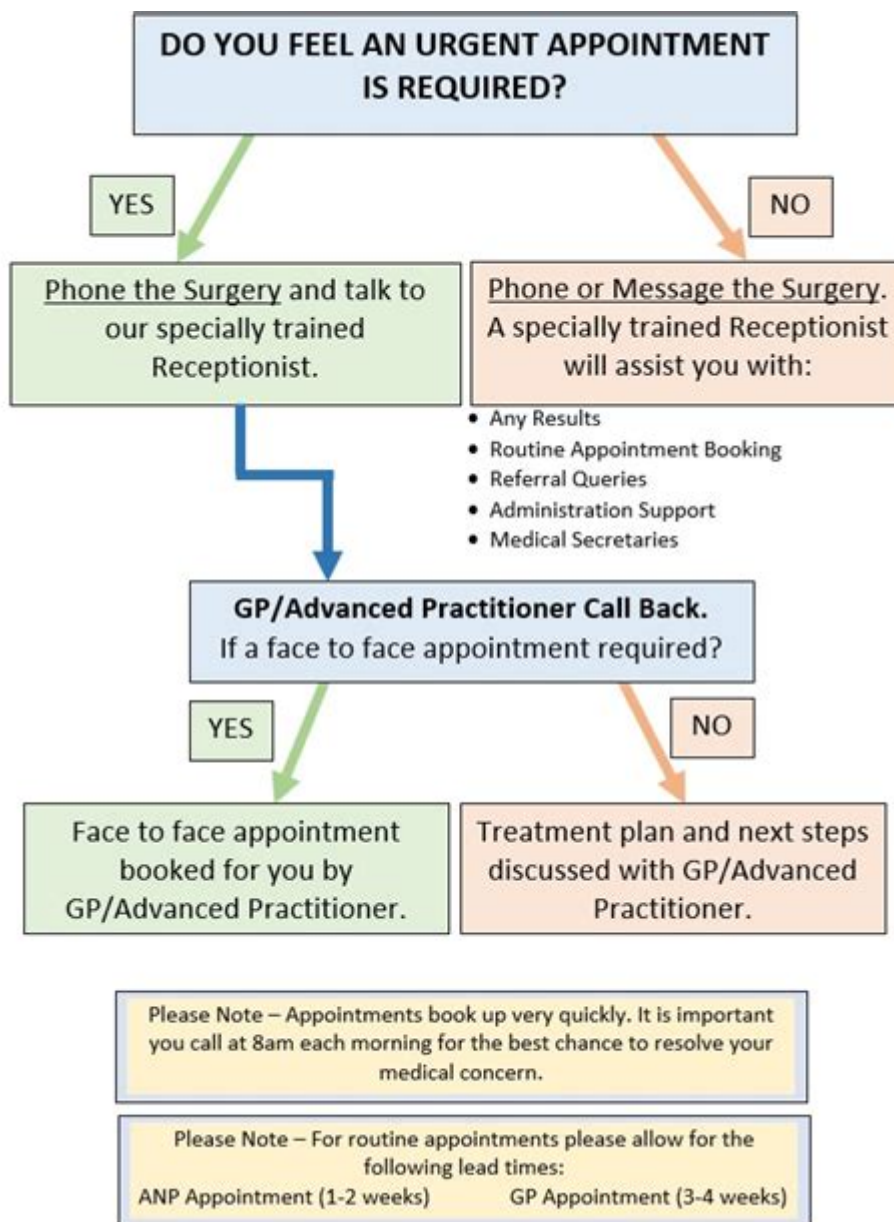 DO YOU FEEL AN URGENT APPOINTMENT
IS REQUIRED?
YES
NO
Phone the Surgery and talk to
our specially trained
Receptionist.
Phone or Message the Surgery.
A specially trained Receptionist
will assist you with:
• Any Results
• Routine Appointment Booking
• Referral Queries
• Administration Support
• Medical Secretaries
GP/Advanced Practitioner Call Back.
If a face to face appointment required?
YES
NO
Face to face appointment
booked for you by
GP/Advanced Practitioner.
Treatment plan and next steps
discussed with GP/Advanced
Practitioner.
Please Note – Appointments book up very quickly. It is important
you call at 8am each morning for the best chance to resolve your
medical concern.
Please Note – For routine appointments please allow for the
following lead times:
ANP Appointment (1-2 weeks) GP Appointment (3-4 weeks)